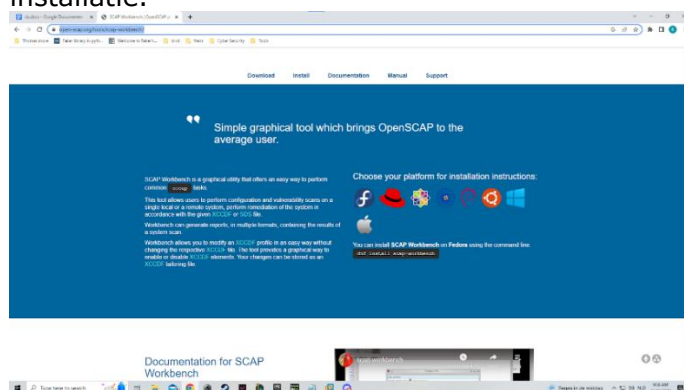 installatie.
SCAP Workbench | OpenSCAP p
open-scap.org/tools/scap-workbench/
Cyber Security
Tools
Download Install Documentation Manual Support
Simple graphical tool which brings OpenSCAP to the
average user.
SCAP Workbench is a graphical utility that offers an easy way to perform
common oscap tasks.
This tool allows users to perform configuration and vulnerability scans on a
single local or a remote system, perform remediation of the system in
accordance with the given XCCDF or SDS file.
Workbench can generate reports, in multiple formats, containing the results of
a system scan.
Workbench allows you to modify an XCCDF profile in an easy way without
changing the respective XCCDF file. The tool provides a graphical way to
enable or disable XCCDF elements. Your changes can be stored as an
XCCDF tailoring file.
Choose your platform for installation instructions:
You can install SCAP Workbench on Fedora using the command line
dnf install scap-workbench
Documentation for SCAP
Workbench
Type here to search